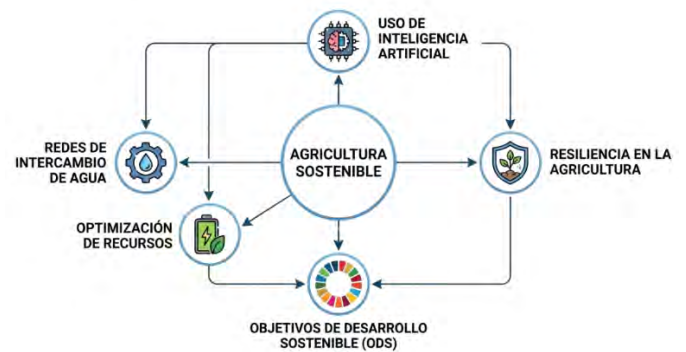 USO DE
INTELIGENCIA
ARTIFICIAL
REDES DE
INTERCAMBIO
DE AGUA
AGRICULTURA
SOSTENIBLE
RESILIENCIA EN LA
AGRICULTURA
OPTIMIZACIÓN
DE RECURSOS
OBJETIVOS DE DESARROLLO
SOSTENIBLE (ODS)